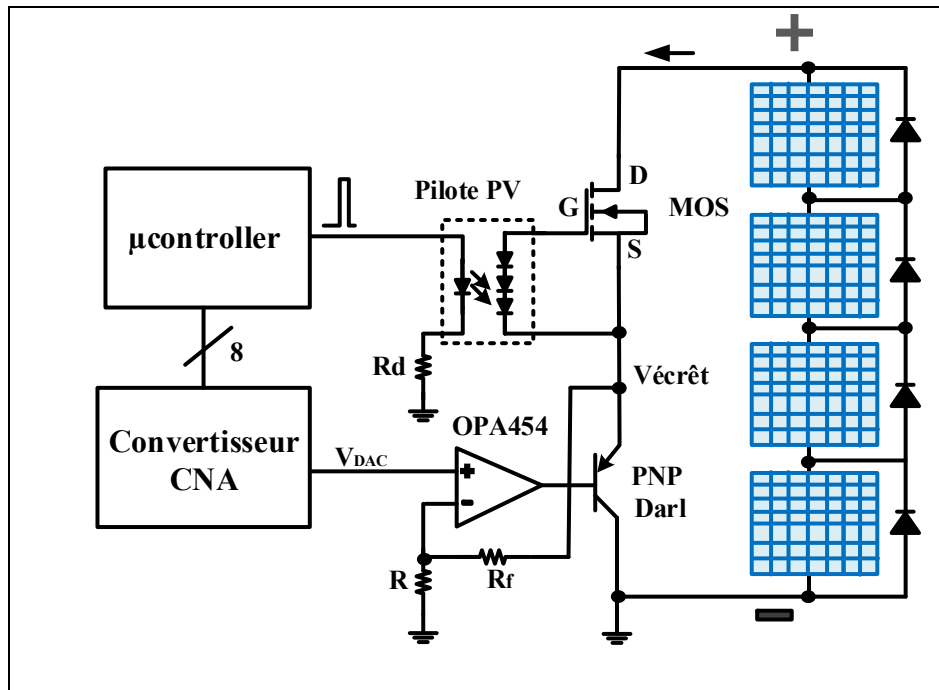 +
D
Pilote PV
G
MOS
µcontroller
S
8
Rd
Vécrêt
OPA454
Convertisseur
CNA
VDAC
+
-
PNP
Darl
R
Rf
-